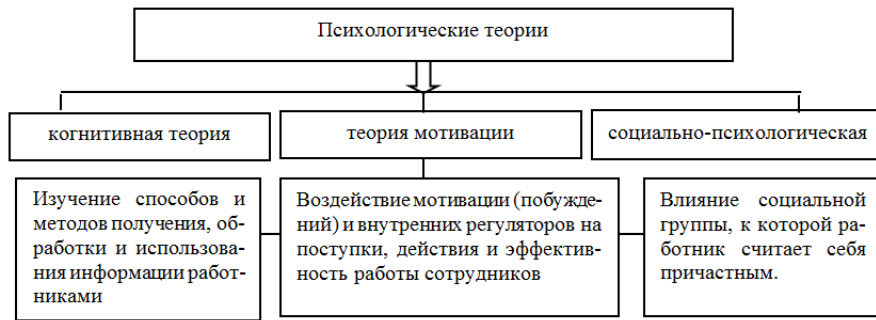 Психологические теории
когнитивная теория
теория мотивации
социально-психологическая
Изучение способов и
методов получения, об-
работки и использова-
ния информации работ-
никами
Воздействие мотивации (побужде-
ний) и внутренних регуляторов на
поступки, действия и эффектив-
ность работы сотрудников
Влияние социальной
группы, к которой ра-
ботник считает себя
причастным.